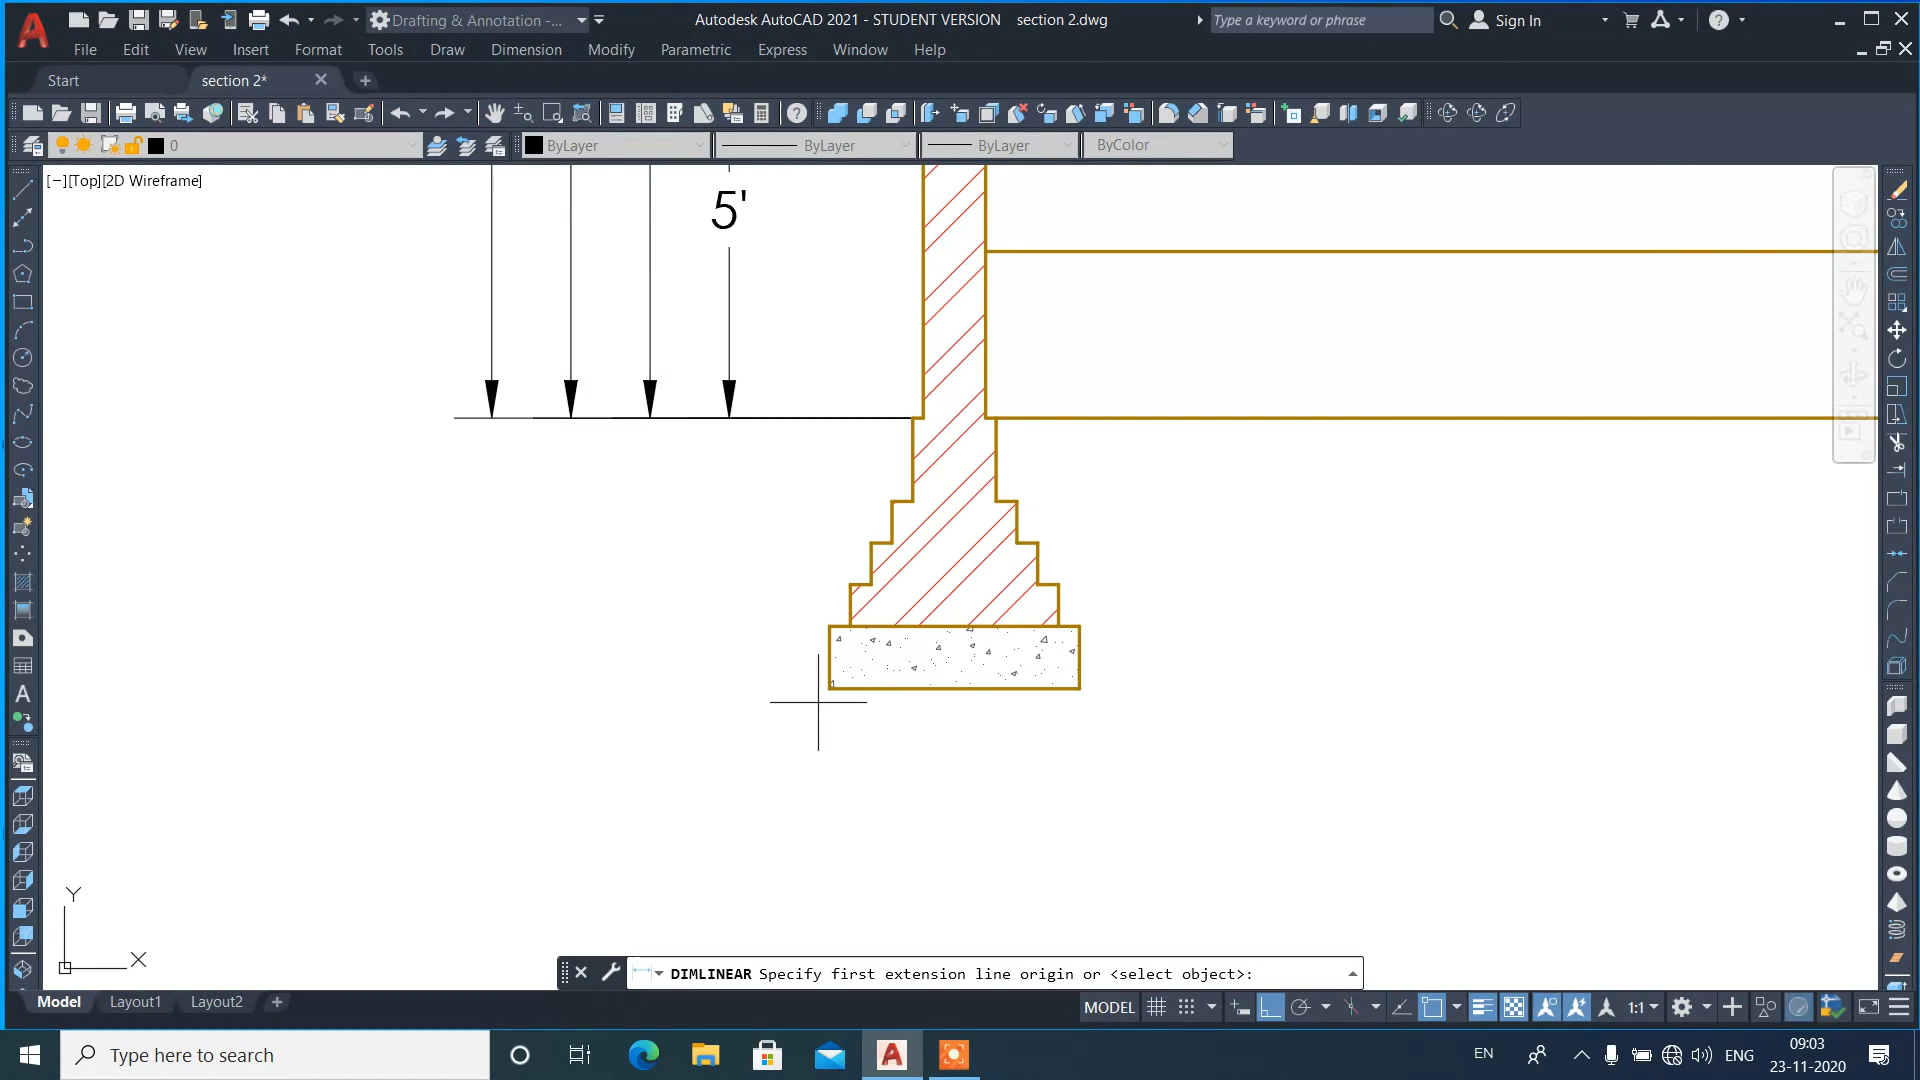 Drafting & Annotation -...
Autodesk AutoCAD 2021 - STUDENT VERSION section 2.dwg
Type a keyword or phrase
Sign In
File Edit View Insert Format Tools Draw Dimension Modify Parametric Express Window Help
Start
section 2*
0
ByLayer
ByLayer
ByLayer
ByColor
[−][Top][2D Wireframe]
5'
Y
X
DIMLINEAR Specify first extension line origin or <select object>:
Model Layout1 Layout2
MODEL
1:1
Type here to search
EN
ENG
09:03
23-11-2020